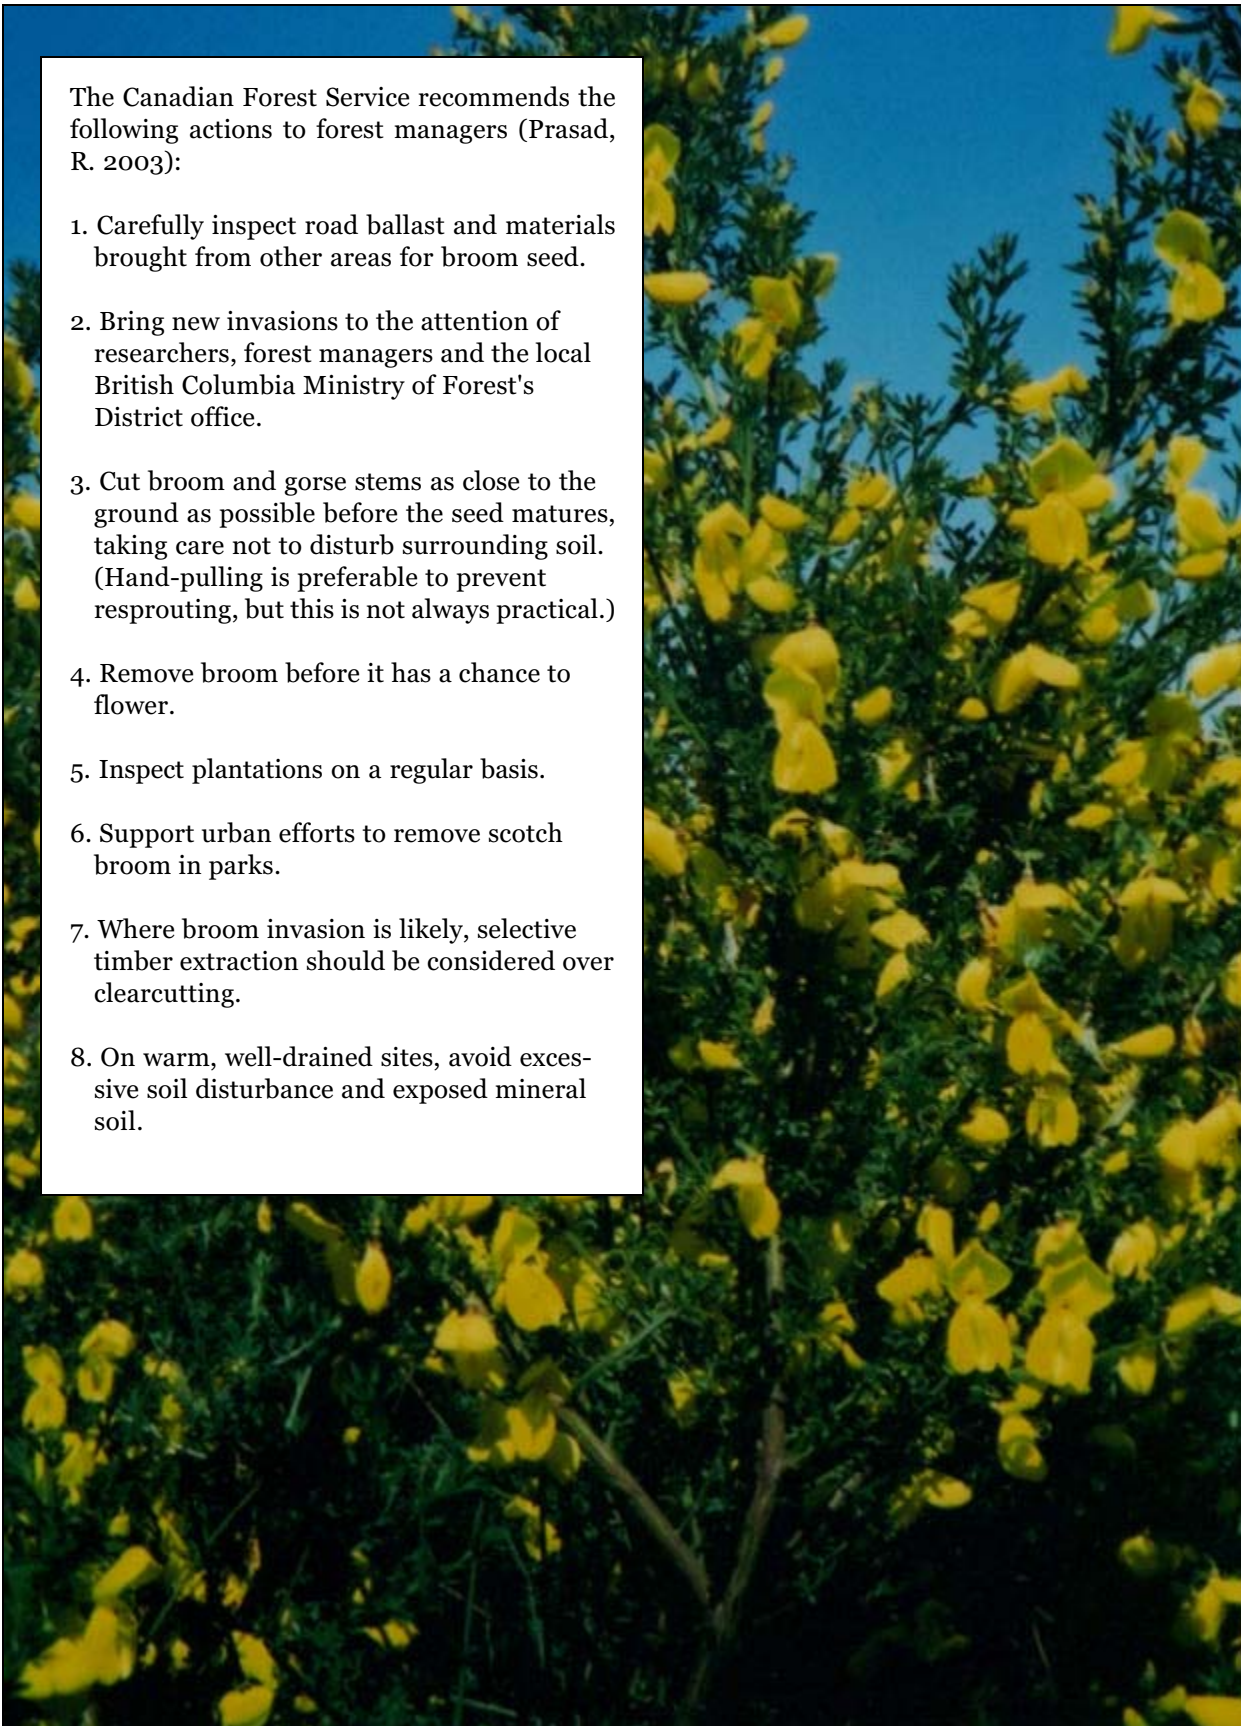 The Canadian Forest Service recommends the
following actions to forest managers (Prasad,
R. 2003):
1. Carefully inspect road ballast and materials
brought from other areas for broom seed.
2. Bring new invasions to the attention of
researchers, forest managers and the local
British Columbia Ministry of Forest's
District office.
3. Cut broom and gorse stems as close to the
ground as possible before the seed matures,
taking care not to disturb surrounding soil.
(Hand-pulling is preferable to prevent
resprouting, but this is not always practical.)
4. Remove broom before it has a chance to
flower.
5. Inspect plantations on a regular basis.
6. Support urban efforts to remove scotch
broom in parks.
7. Where broom invasion is likely, selective
timber extraction should be considered over
clearcutting.
8. On warm, well-drained sites, avoid exces-
sive soil disturbance and exposed mineral
soil.